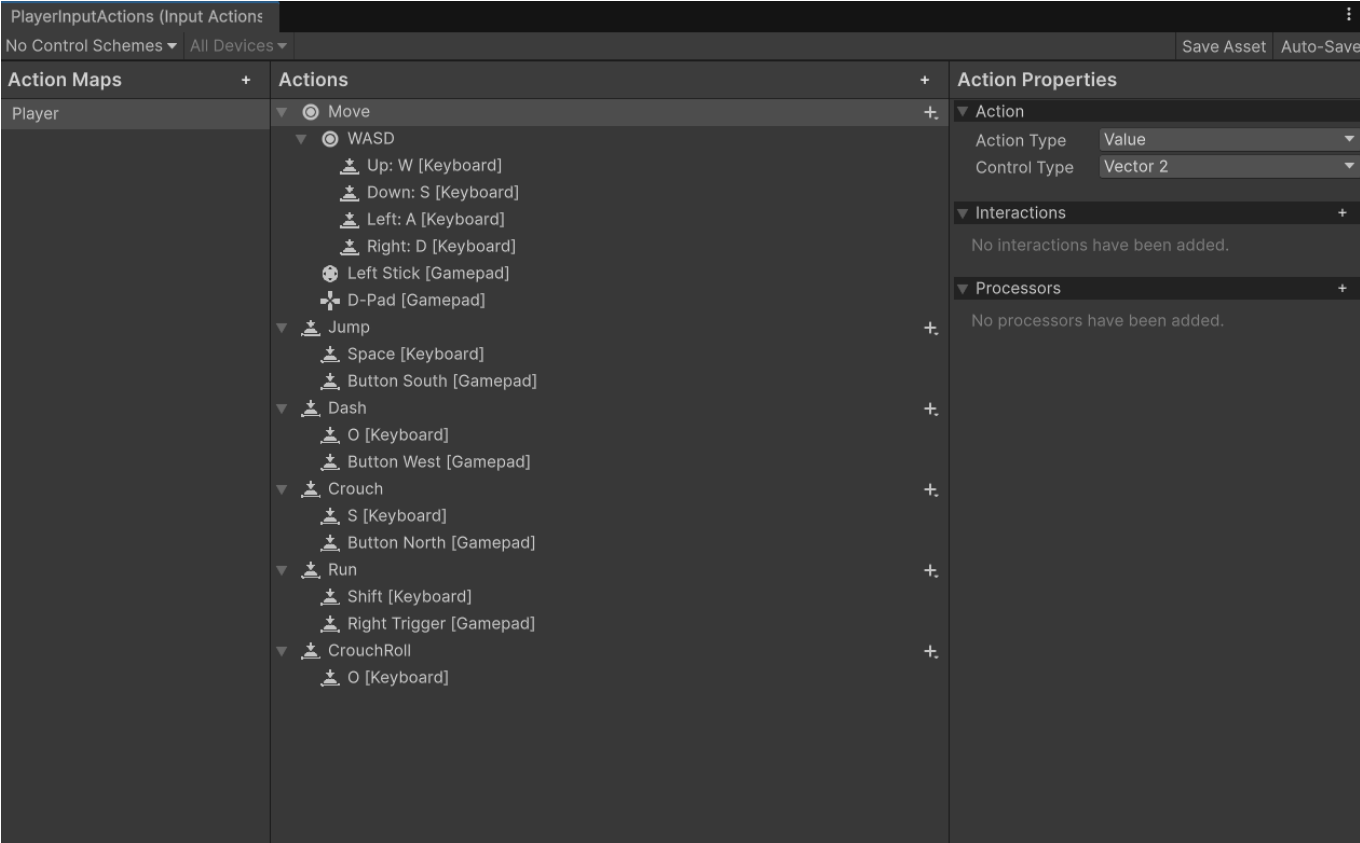 PlayerInputActions (Input Actions
No Control Schemes All Devices Save Asset Auto-Save
Action Maps + Actions + Action Properties
Player
Move
WASD
Up: W [Keyboard]
Down: S [Keyboard]
Left: A [Keyboard]
Right: D [Keyboard]
Left Stick [Gamepad]
D-Pad [Gamepad]
Jump
Space [Keyboard]
Button South [Gamepad]
Dash
O [Keyboard]
Button West [Gamepad]
Crouch
S [Keyboard]
Button North [Gamepad]
Run
Shift [Keyboard]
Right Trigger [Gamepad]
CrouchRoll
O [Keyboard]
Action
Action Type Value
Control Type Vector 2
Interactions +
No interactions have been added.
Processors +
No processors have been added.